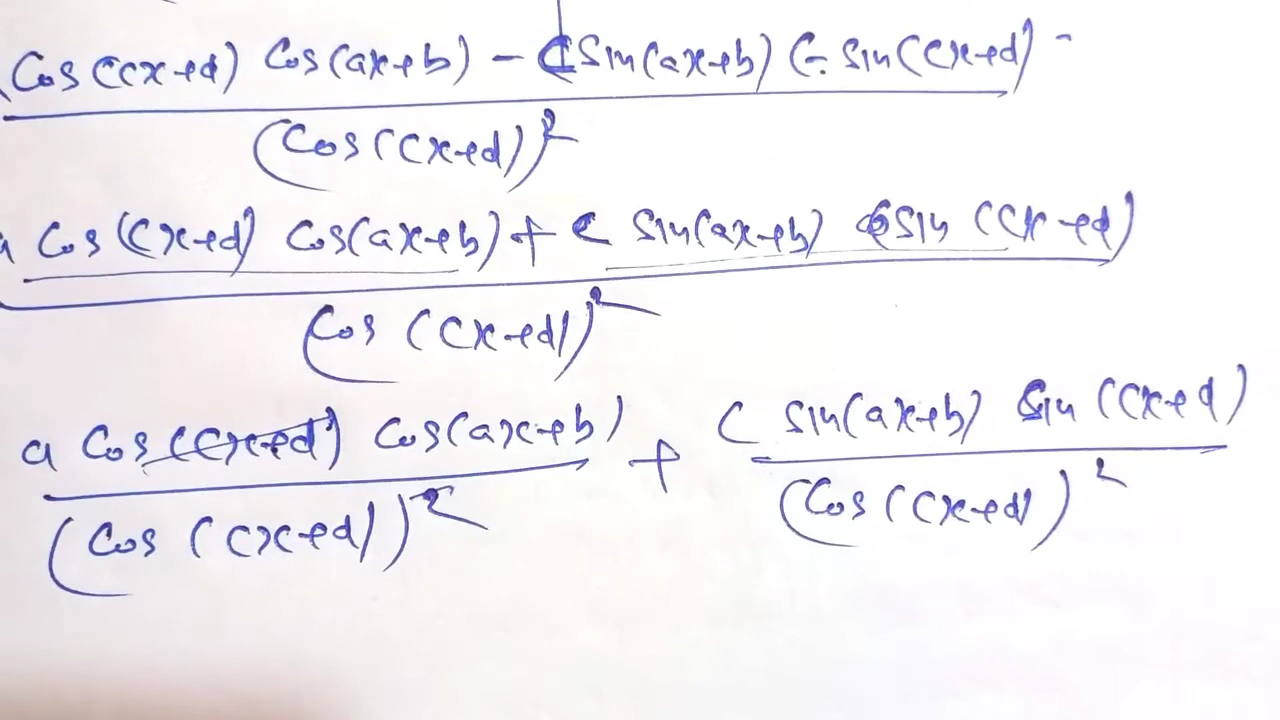 Cos(cx+d) Cos(ax+b) - C Sin(ax+b) (- Sin(cx+d)
(Cos(cx+d))²
a Cos(cx+d) Cos(ax+b) + c Sin(ax+b) Sin(cx+d)
(Cos(cx+d))²
a Cos(cx+d) Cos(ax+b) + C Sin(ax+b) Sin(cx+d)
(Cos(cx+d))² (Cos(cx+d))²